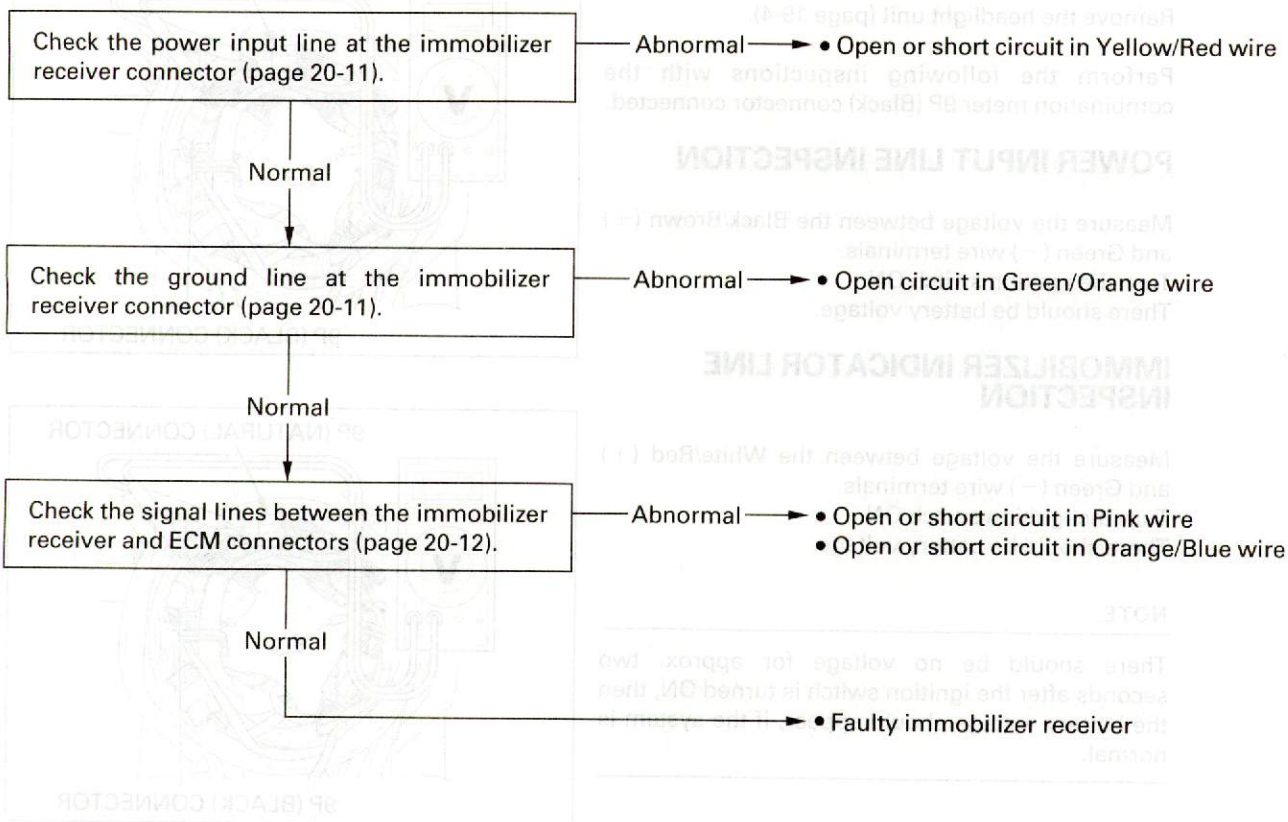 Check the power input line at the immobilizer
receiver connector (page 20-11).
Abnormal
• Open or short circuit in Yellow/Red wire
Normal
Check the ground line at the immobilizer
receiver connector (page 20-11).
Abnormal
• Open circuit in Green/Orange wire
Normal
Check the signal lines between the immobilizer
receiver and ECM connectors (page 20-12).
Abnormal
• Open or short circuit in Pink wire
• Open or short circuit in Orange/Blue wire
Normal
• Faulty immobilizer receiver
Remove the headlight unit (page 19-4).
Perform the following inspections with the
combination meter 9P (Black) connector connected.
POWER INPUT LINE INSPECTION
Measure the voltage between the Black/Brown (+)
and Green (–) wire terminals.
There should be battery voltage.
9P (BLACK) CONNECTOR
IMMOBILIZER INDICATOR LINE
INSPECTION
9P (NATURAL) CONNECTOR
Measure the voltage between the White/Red (+)
and Green (–) wire terminals
NOTE
There should be no voltage for approx. two
seconds after the ignition switch is turned ON, then
the if the system is
normal.
9P (BLACK) CONNECTOR